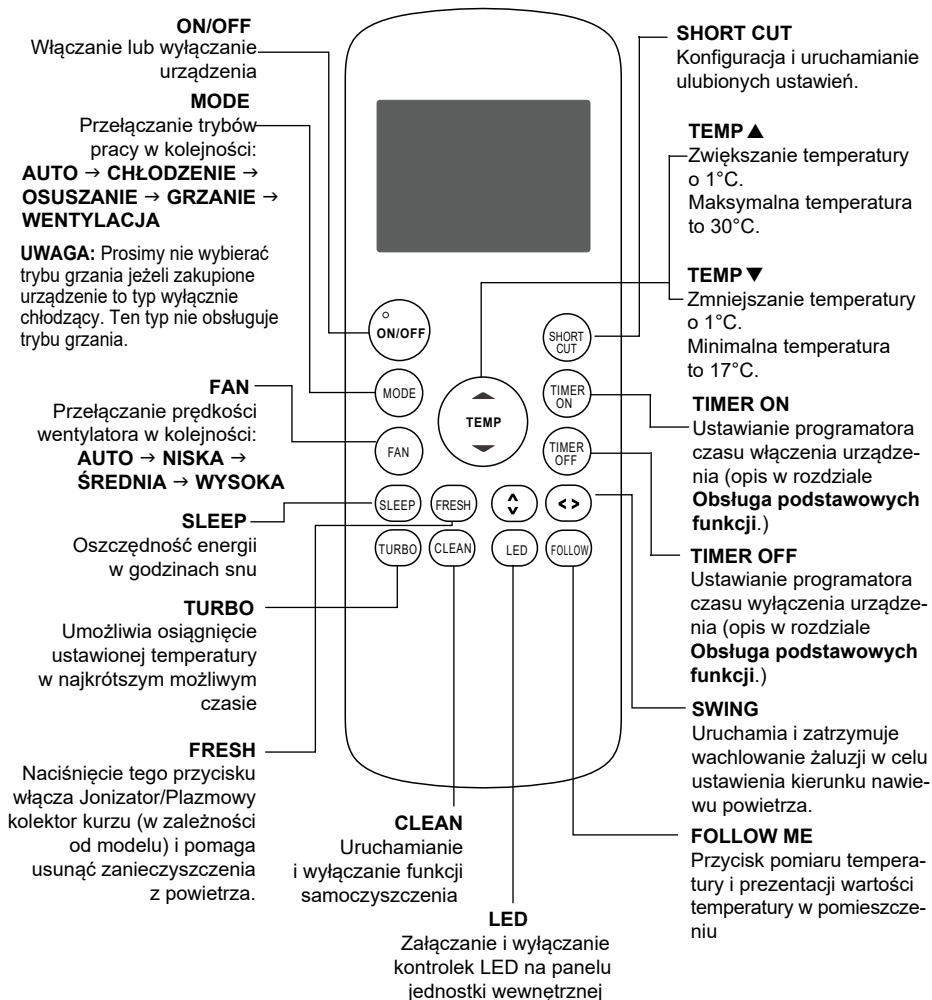 ON/OFF
Włączanie lub wyłączanie
urządzenia
MODE
Przełączanie trybów
pracy w kolejności:
AUTO → CHŁODZENIE →
OSUSZANIE → GRZANIE →
WENTYLACJA
UWAGA: Prosimy nie wybierać
trybu grzania jeżeli zakupione
urządzenie to typ wyłącznie
chłodzący. Ten typ nie obsługuje
trybu grzania.
FAN
Przełączanie prędkości
wentylatora w kolejności:
AUTO → NISKA →
ŚREDNIA → WYSOKA
SLEEP
Oszczędność energii
w godzinach snu
TURBO
Umożliwia osiągnięcie
ustawionej temperatury
w najkrótszym możliwym
czasie
FRESH
Naciśnięcie tego przycisku
włącza Jonizator/Plazmowy
kolektor kurzu (w zależności
od modelu) i pomaga
usunąć zanieczyszczenia
z powietrza.
ON/OFF
SHORT
CUT
MODE
TEMP
TIMER
ON
FAN
TIMER
OFF
SLEEP
FRESH
TURBO
CLEAN
LED
FOLLOW
CLEAN
Uruchamianie
i wyłączanie funkcji
samoczyszczenia
LED
Załączanie i wyłączanie
kontrolek LED na panelu
jednostki wewnętrznej
SHORT CUT
Konfiguracja i uruchamianie
ulubionych ustawień.
TEMP ▲
Zwiększanie temperatury
o 1°C.
Maksymalna temperatura
to 30°C.
TEMP ▼
Zmniejszanie temperatury
o 1°C.
Minimalna temperatura
to 17°C.
TIMER ON
Ustawianie programatora
czasu włączenia urządze-
nia (opis w rozdziale
Obsługa podstawowych
funkcji.)
TIMER OFF
Ustawianie programatora
czasu wyłączenia urządze-
nia (opis w rozdziale
Obsługa podstawowych
funkcji.)
SWING
Uruchamia i zatrzymuje
wachlowanie żaluzji w celu
ustawienia kierunku nawie-
wu powietrza.
FOLLOW ME
Przycisk pomiaru tempera-
tury i prezentacji wartości
temperatury w pomieszcze-
niu